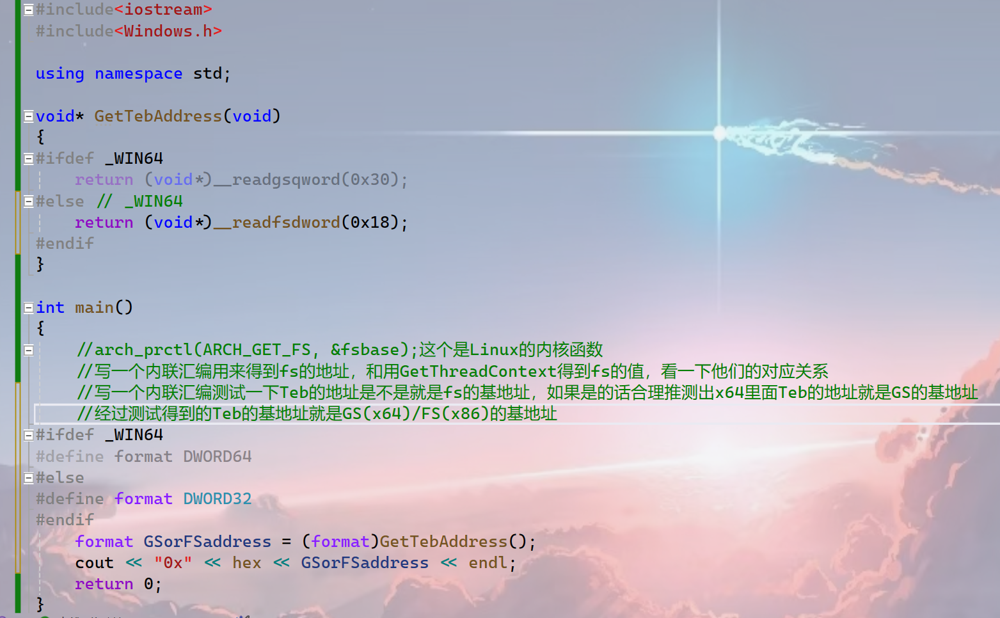 #include<iostream>
#include<Windows.h>
using namespace std;
void* GetTebAddress(void)
{
#ifdef _WIN64
return (void*)__readgsqword(0x30);
#else // _WIN64
return (void*)__readfsdword(0x18);
#endif
}
int main()
{
//arch_prctl(ARCH_GET_FS, &fsbase);这个是Linux的内核函数
//写一个内联汇编用来得到fs的地址，和用GetThreadContext得到fs的值，看一下他们的对应关系
//写一个内联汇编测试一下Teb的地址是不是就是fs的基地址，如果是的话合理推测出x64里面Teb的地址就是GS的基地址
//经过测试得到的Teb的基地址就是GS(x64)/FS(x86)的基地址
#ifdef _WIN64
#define format DWORD64
#else
#define format DWORD32
#endif
format GSorFSaddress = (format)GetTebAddress();
cout << "0x" << hex << GSorFSaddress << endl;
return 0;
}